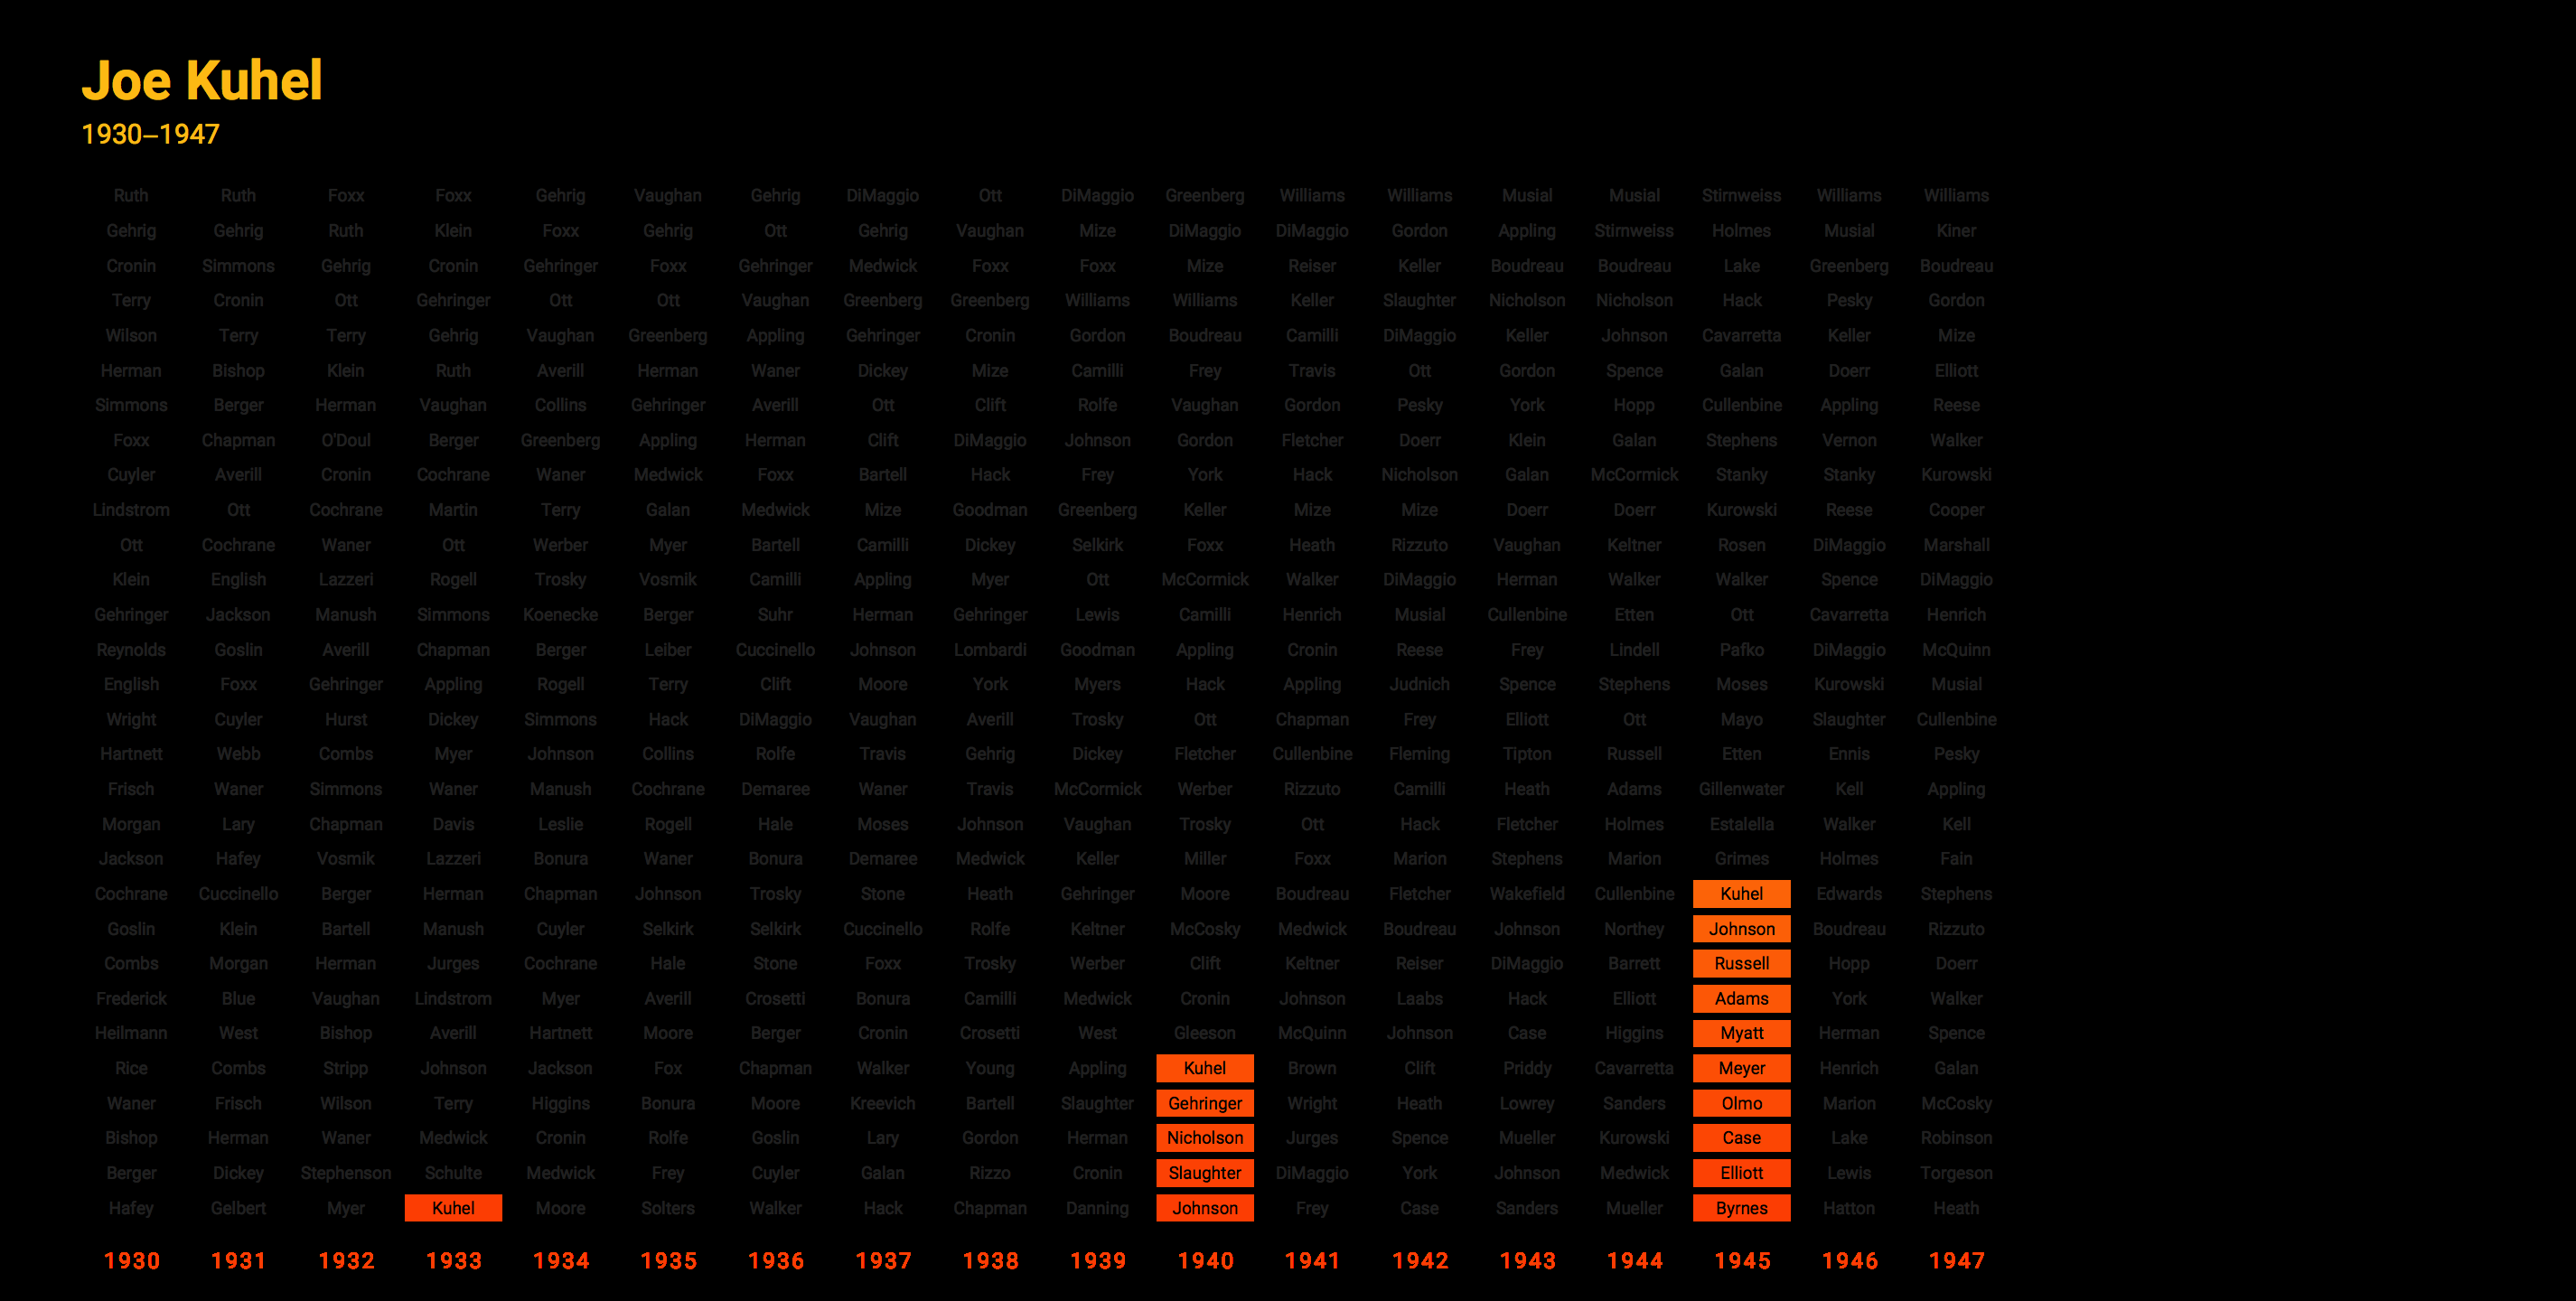 Joe Kuhel
1930–1947
Ruth Ruth Foxx Foxx Gehrig Vaughan Gehrig DiMaggio Ott DiMaggio Greenberg Williams Williams Musial Musial Stirnweiss Williams Williams
Gehrig Gehrig Ruth Klein Foxx Gehrig Ott Gehrig Vaughan Mize DiMaggio DiMaggio Gordon Appling Stirnweiss Holmes Musial Kiner
Cronin Simmons Gehrig Cronin Gehringer Foxx Gehringer Medwick Foxx Foxx Mize Reiser Keller Boudreau Boudreau Lake Greenberg Boudreau
Terry Cronin Ott Gehringer Ott Ott Vaughan Greenberg Greenberg Williams Williams Keller Slaughter Nicholson Nicholson Hack Pesky Gordon
Wilson Terry Terry Gehrig Vaughan Greenberg Appling Gehringer Cronin Gordon Boudreau Camilli DiMaggio Keller Johnson Cavarretta Keller Mize
Herman Bishop Klein Ruth Averill Herman Waner Dickey Mize Camilli Frey Travis Ott Gordon Spence Galan Doerr Elliott
Simmons Berger Herman Vaughan Collins Gehringer Averill Ott Clift Rolfe Vaughan Gordon Pesky York Hopp Cullenbine Appling Reese
Foxx Chapman O'Doul Berger Greenberg Appling Herman Clift DiMaggio Johnson Gordon Fletcher Doerr Klein Galan Stephens Vernon Walker
Cuyler Averill Cronin Cochrane Waner Medwick Foxx Bartell Hack Frey York Hack Nicholson Galan McCormick Stanky Stanky Kurowski
Lindstrom Ott Cochrane Martin Terry Galan Medwick Mize Goodman Greenberg Keller Mize Mize Doerr Doerr Kurowski Reese Cooper
Ott Cochrane Waner Ott Werber Myer Bartell Camilli Dickey Selkirk Foxx Heath Rizzuto Vaughan Keltner Rosen DiMaggio Marshall
Klein English Lazzeri Rogell Trosky Vosmik Camilli Appling Myer Ott McCormick Walker DiMaggio Herman Walker Walker Spence DiMaggio
Gehringer Jackson Manush Simmons Koenecke Berger Suhr Herman Gehringer Lewis Camilli Henrich Musial Cullenbine Etten Ott Cavarretta Henrich
Reynolds Goslin Averill Chapman Berger Leiber Cuccinello Johnson Lombardi Goodman Appling Cronin Reese Frey Lindell Pafko DiMaggio McQuinn
English Foxx Gehringer Appling Rogell Terry Clift Moore York Myers Hack Appling Judnich Spence Stephens Moses Kurowski Musial
Wright Cuyler Hurst Dickey Simmons Hack DiMaggio Vaughan Averill Trosky Ott Chapman Frey Elliott Ott Mayo Slaughter Cullenbine
Hartnett Webb Combs Myer Johnson Collins Rolfe Travis Gehrig Dickey Fletcher Cullenbine Fleming Tipton Russell Etten Ennis Pesky
Frisch Waner Simmons Waner Manush Cochrane Demaree Waner Travis McCormick Werber Rizzuto Camilli Heath Adams Gillenwater Kell Appling
Morgan Lary Chapman Davis Leslie Rogell Hale Moses Johnson Vaughan Trosky Ott Hack Fletcher Holmes Estalella Walker Kell
Jackson Hafey Vosmik Lazzeri Bonura Waner Bonura Demaree Medwick Keller Miller Foxx Marion Stephens Marion Grimes Holmes Fain
Cochrane Cuccinello Berger Herman Chapman Johnson Trosky Stone Heath Gehringer Moore Boudreau Fletcher Wakefield Cullenbine Kuhel Edwards Stephens
Goslin Klein Bartell Manush Cuyler Selkirk Selkirk Cuccinello Rolfe Keltner McCosky Medwick Boudreau Johnson Northey Johnson Boudreau Rizzuto
Combs Morgan Herman Jurges Cochrane Hale Stone Foxx Trosky Werber Clift Keltner Reiser DiMaggio Barrett Russell Hopp Doerr
Frederick Blue Vaughan Lindstrom Myer Averill Crosetti Bonura Camilli Medwick Cronin Johnson Laabs Hack Elliott Adams York Walker
Heilmann West Bishop Averill Hartnett Moore Berger Cronin Crosetti West Gleeson McQuinn Johnson Case Higgins Myatt Herman Spence
Rice Combs Stripp Johnson Jackson Fox Chapman Walker Young Appling Kuhel Brown Clift Priddy Cavarretta Meyer Henrich Galan
Waner Frisch Wilson Terry Higgins Bonura Moore Kreevich Bartell Slaughter Gehringer Wright Heath Lowrey Sanders Olmo Marion McCosky
Bishop Herman Waner Medwick Cronin Rolfe Goslin Lary Gordon Herman Nicholson Jurges Spence Mueller Kurowski Case Lake Robinson
Berger Dickey Stephenson Schulte Medwick Frey Cuyler Galan Rizzo Cronin Slaughter DiMaggio York Johnson Medwick Elliott Lewis Torgeson
Hafey Gelbert Myer Kuhel Moore Solters Walker Hack Chapman Danning Johnson Frey Case Sanders Mueller Byrnes Hatton Heath
1930 1931 1932 1933 1934 1935 1936 1937 1938 1939 1940 1941 1942 1943 1944 1945 1946 1947